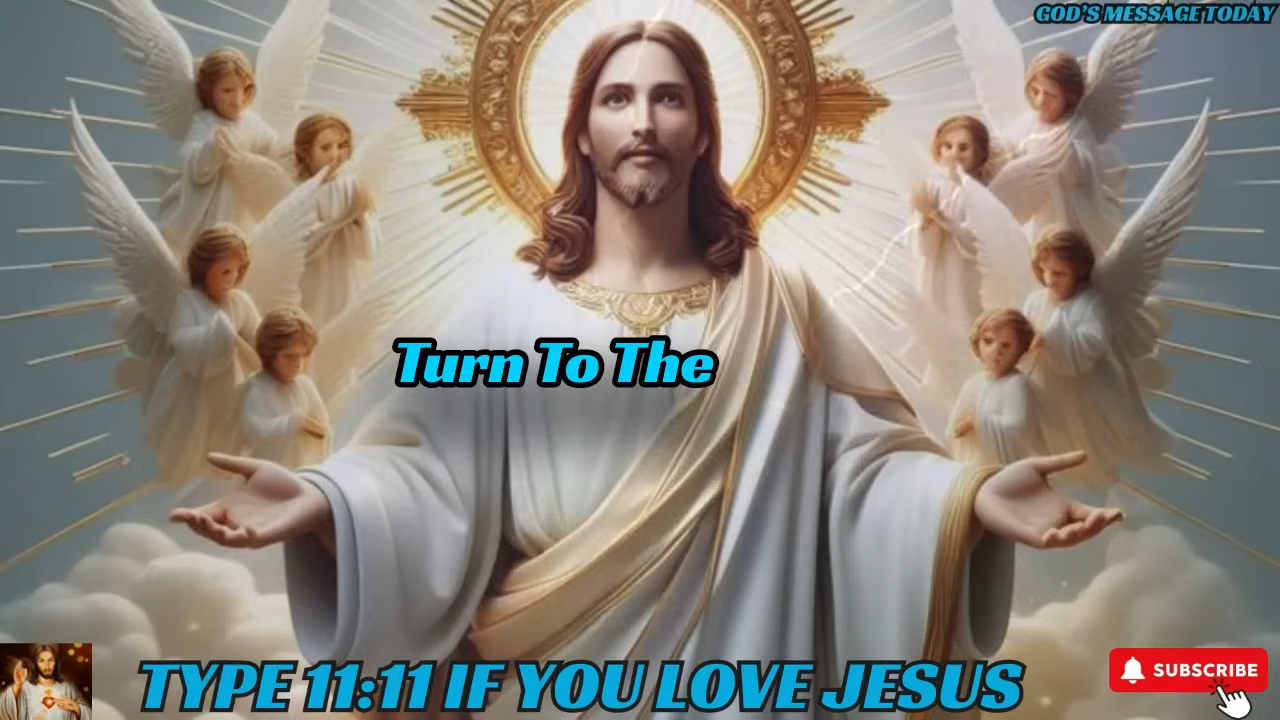 GOD'S MESSAGE TODAY
Turn To The
TYPE 11:11 IF YOU LOVE JESUS
SUBSCRIBE